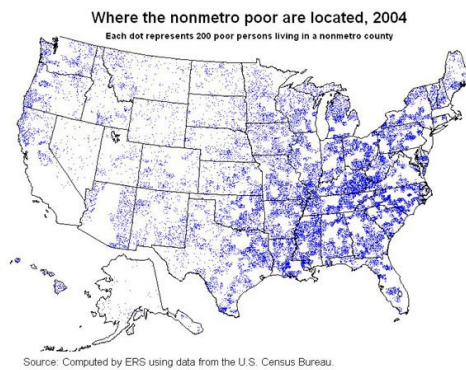 Where the nonmetro poor are located, 2004
Each dot represents 200 poor persons living in a nonmetro county
Source: Computed by ERS using data from the U.S. Census Bureau.